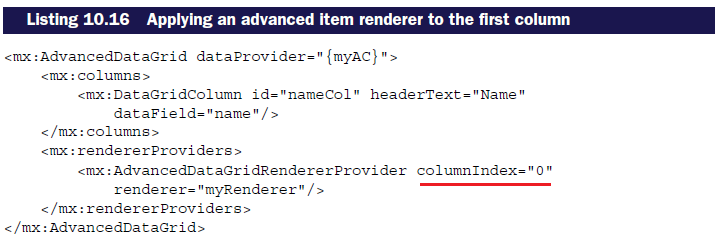 Listing 10.16 Applying an advanced item renderer to the first column
<mx:AdvancedDataGrid dataProvider="{myAC}">
<mx:columns>
<mx:DataGridColumn id="nameCol" headerText="Name"
dataField="name"/>
</mx:columns>
<mx:rendererProviders>
<mx:AdvancedDataGridRendererProvider columnIndex="0"
renderer="myRenderer"/>
</mx:rendererProviders>
</mx:AdvancedDataGrid>